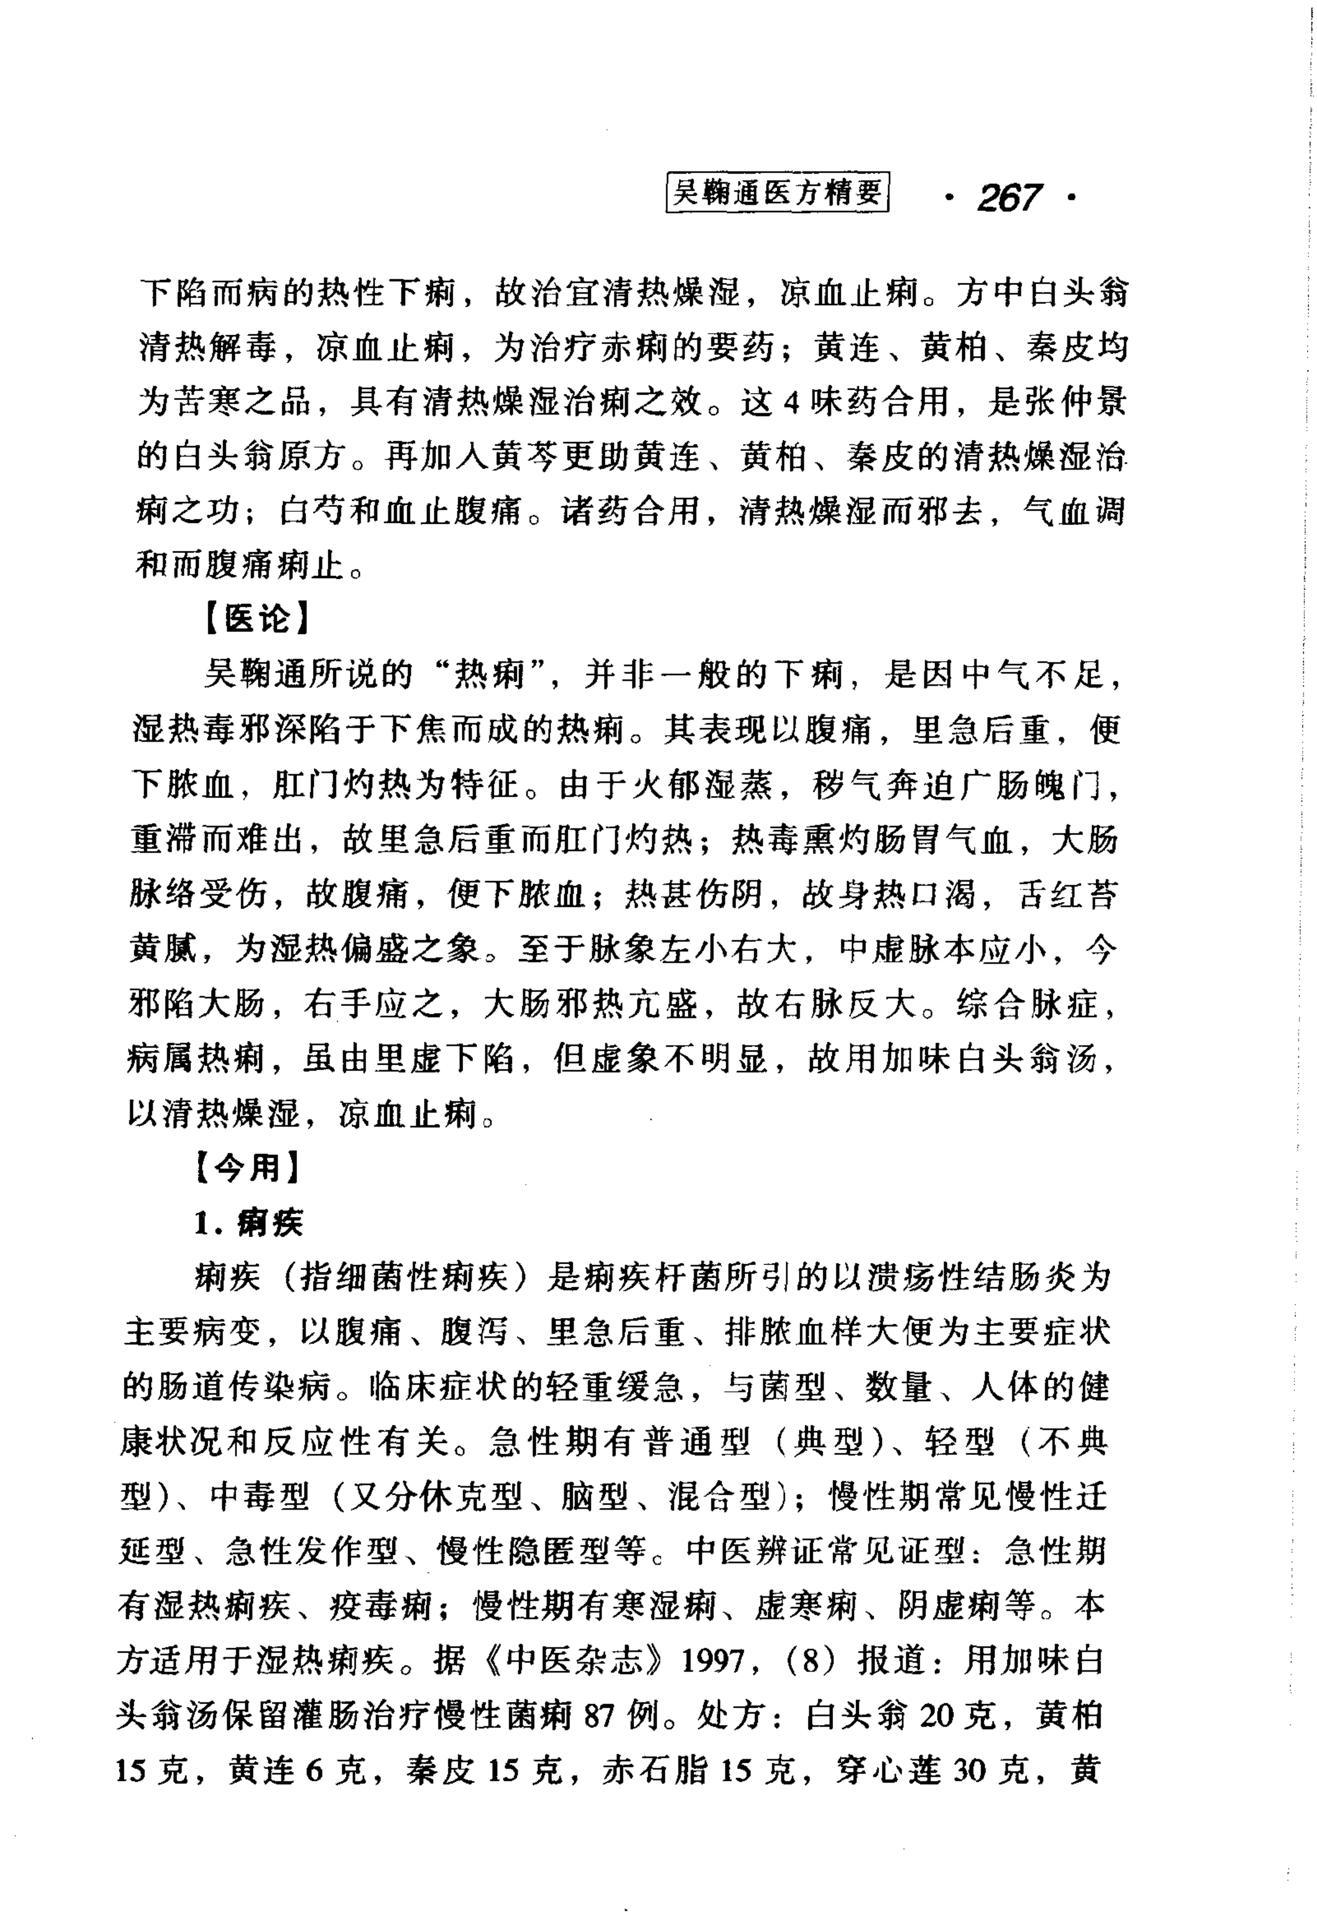 吴鞠通医方精要 · 267 ·
下陷而病的热性下痢，故治宜清热燥湿，凉血止痢。方中白头翁
清热解毒，凉血止痢，为治疗赤痢的要药；黄连、黄柏、秦皮均
为苦寒之品，具有清热燥湿治痢之效。这 4 味药合用，是张仲景
的白头翁原方。再加入黄芩更助黄连、黄柏、秦皮的清热燥湿治
痢之功；白芍和血止腹痛。诸药合用，清热燥湿而邪去，气血调
和而腹痛痢止。
【医论】
吴鞠通所说的“热痢”，并非一般的下痢，是因中气不足，
湿热毒邪深陷于下焦而成的热痢。其表现以腹痛，里急后重，便
下脓血，肛门灼热为特征。由于火郁湿蒸，秽气奔迫广肠魄门，
重滞而难出，故里急后重而肛门灼热；热毒熏灼肠胃气血，大肠
脉络受伤，故腹痛，便下脓血；热甚伤阴，故身热口渴，舌红苔
黄腻，为湿热偏盛之象。至于脉象左小右大，中虚脉本应小，今
邪陷大肠，右手应之，大肠邪热亢盛，故右脉反大。综合脉症，
病属热痢，虽由里虚下陷，但虚象不明显，故用加味白头翁汤，
以清热燥湿，凉血止痢。
【今用】
1. 痢疾
痢疾（指细菌性痢疾）是痢疾杆菌所引的以溃疡性结肠炎为
主要病变，以腹痛、腹泻、里急后重、排脓血样大便为主要症状
的肠道传染病。临床症状的轻重缓急，与菌型、数量、人体的健
康状况和反应性有关。急性期有普通型（典型）、轻型（不典
型）、中毒型（又分休克型、脑型、混合型）；慢性期常见慢性迁
延型、急性发作型、慢性隐匿型等。中医辨证常见证型：急性期
有湿热痢疾、疫毒痢；慢性期有寒湿痢、虚寒痢、阴虚痢等。本
方适用于湿热痢疾。据《中医杂志》1997，（8）报道：用加味白
头翁汤保留灌肠治疗慢性菌痢 87 例。处方：白头翁 20 克，黄柏
15 克，黄连 6 克，秦皮 15 克，赤石脂 15 克，穿心莲 30 克，黄